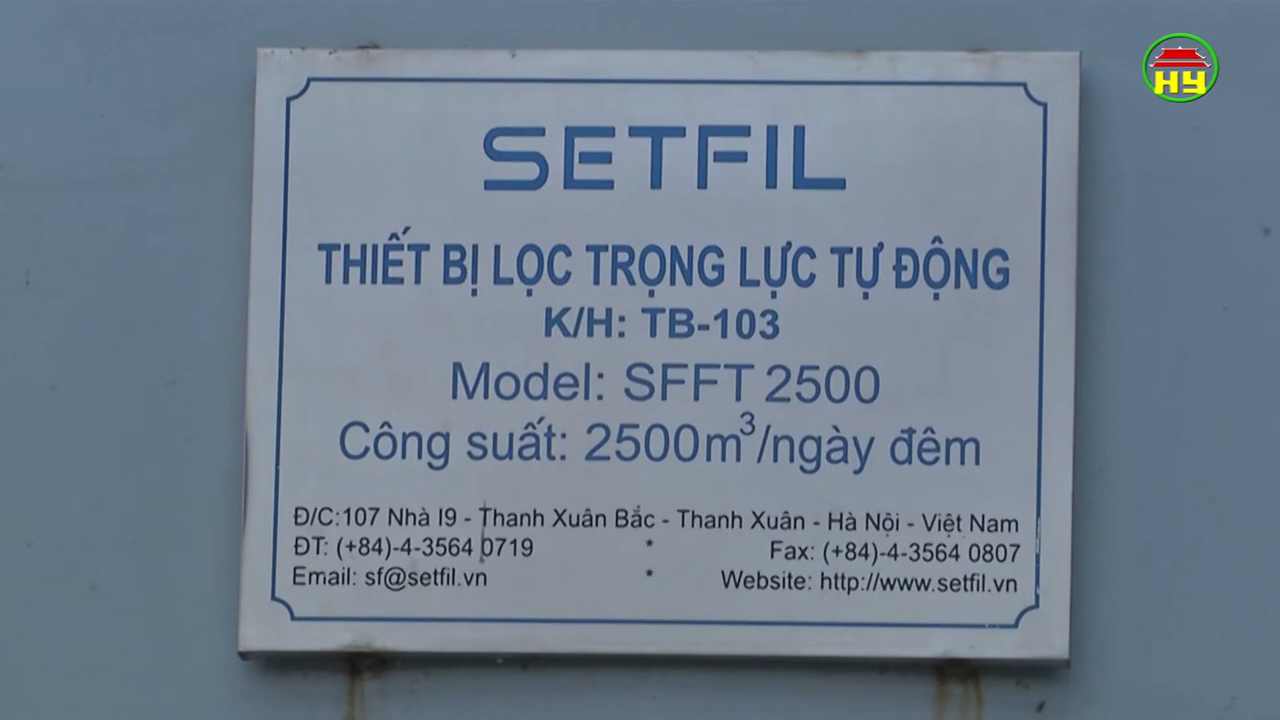 HY
SETFIL
THIẾT BỊ LỌC TRỌNG LỰC TỰ ĐỘNG
K/H: TB-103
Model: SFFT 2500
Công suất: 2500m³/ngày đêm
Đ/C:107 Nhà I9 - Thanh Xuân Bắc - Thanh Xuân - Hà Nội - Việt Nam
ĐT: (+84)-4-3564 0719 * Fax: (+84)-4-3564 0807
Email: sf@setfil.vn * Website: http://www.setfil.vn